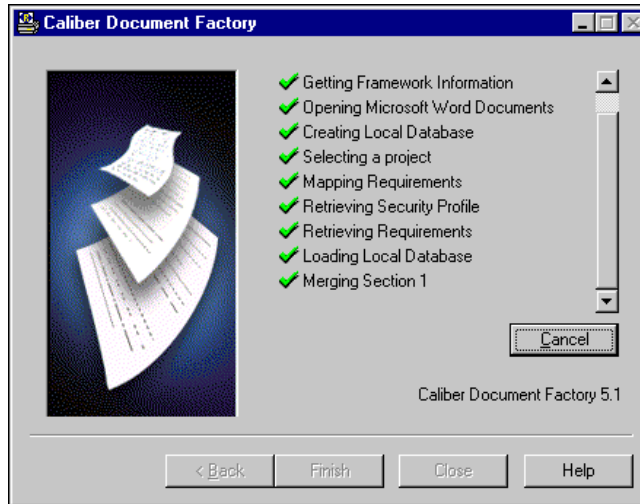 Caliber Document Factory
Getting Framework Information
Opening Microsoft Word Documents
Creating Local Database
Selecting a project
Mapping Requirements
Retrieving Security Profile
Retrieving Requirements
Loading Local Database
Merging Section 1
Cancel
Caliber Document Factory 5.1
< Back
Finish
Close
Help